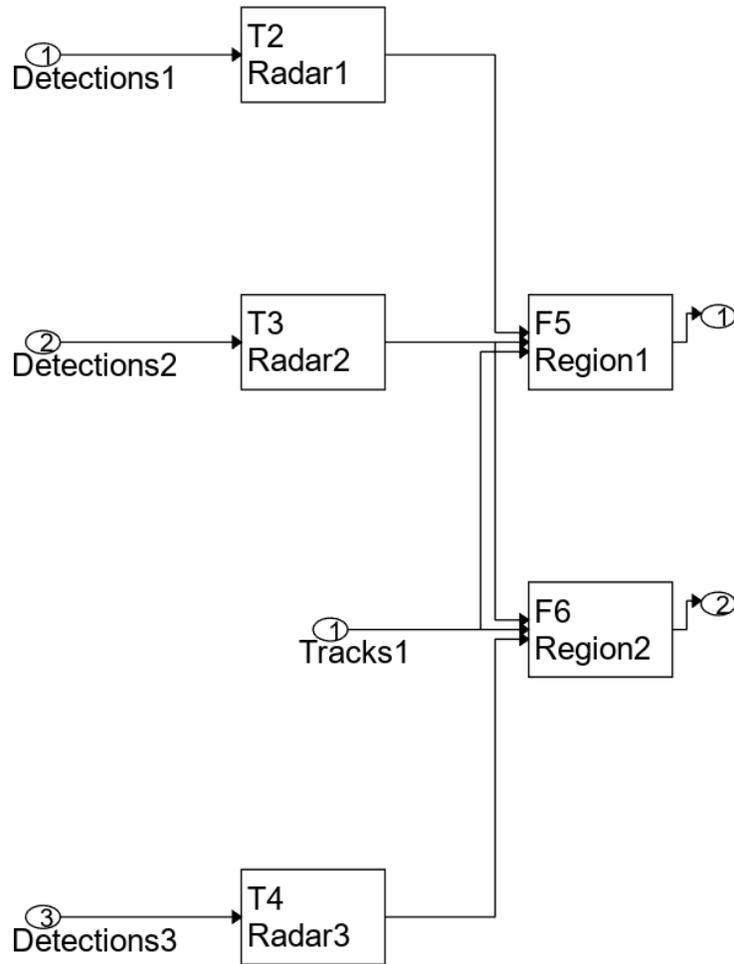 T2
Radar1
1
Detections1
T3
Radar2
2
Detections2
F5
Region1
1
F6
Region2
2
1
Tracks1
T4
Radar3
3
Detections3